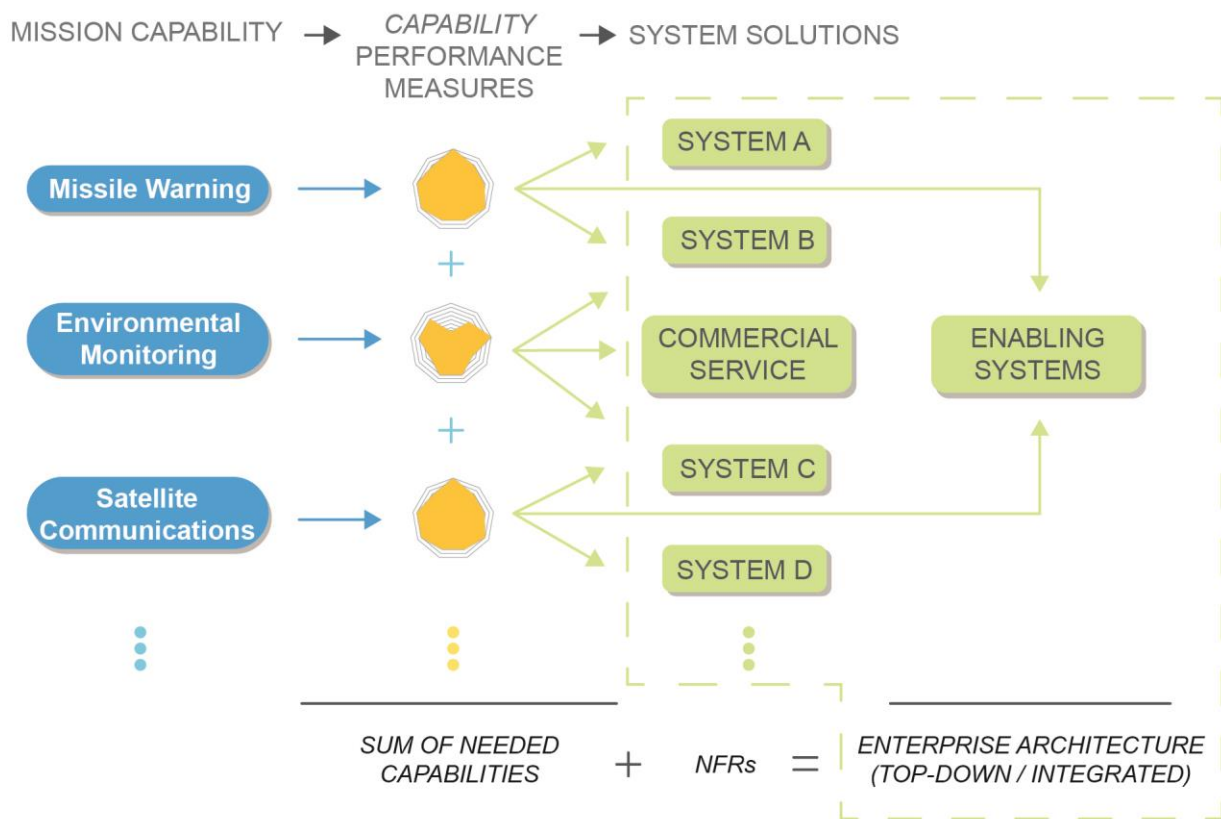 MISSION CAPABILITY
CAPABILITY
PERFORMANCE
MEASURES
SYSTEM SOLUTIONS
Missile Warning
SYSTEM A
SYSTEM B
Environmental
Monitoring
COMMERCIAL
SERVICE
ENABLING
SYSTEMS
Satellite
Communications
SYSTEM C
SYSTEM D
SUM OF NEEDED
CAPABILITIES
+
NFRs
=
ENTERPRISE ARCHITECTURE
(TOP-DOWN / INTEGRATED)